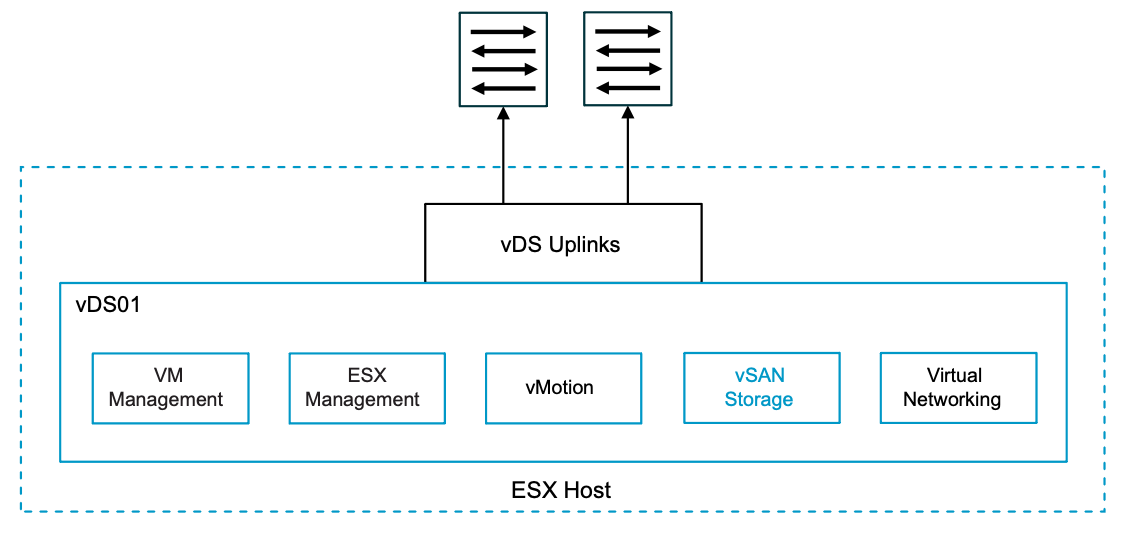 vDS Uplinks
vDS01
VM
Management
ESX
Management
vMotion
vSAN
Storage
Virtual
Networking
ESX Host